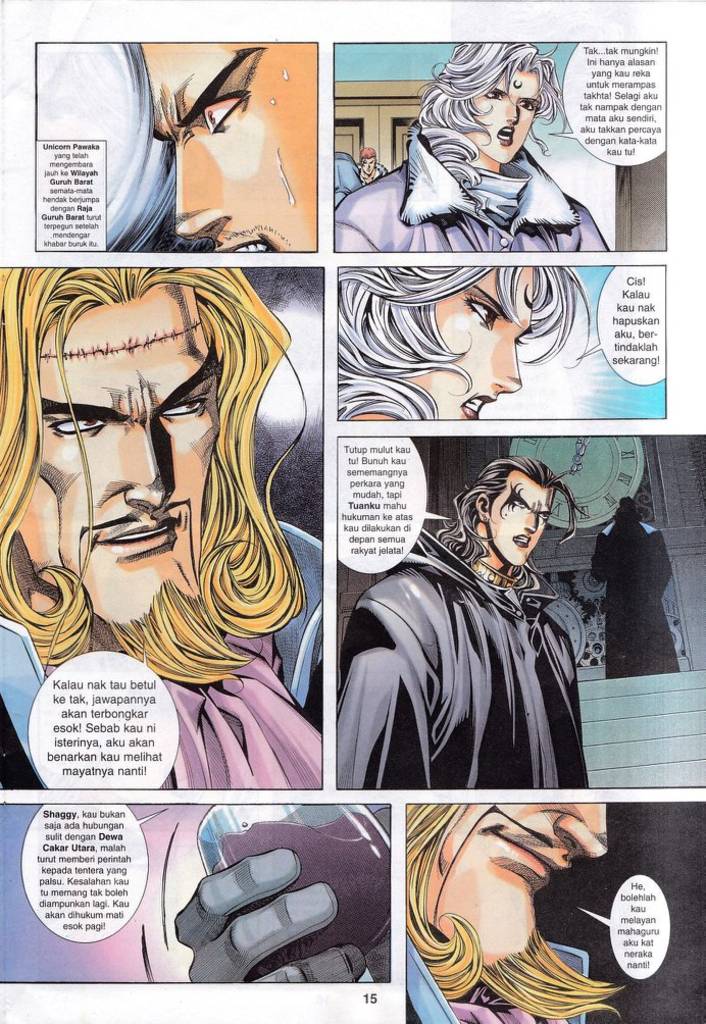 Unicorn Pawaka
yang telah
mengembara
jauh ke Wilayah
Guruh Barat
semata-mata
hendak berjumpa
dengan Raja
Guruh Barat turut
terpegun setelah
mendengar
khabar buruk itu.
Tak...tak mungkin!
Ini hanya alasan
yang kau reka
untuk merampas
takhta! Selagi aku
tak nampak dengan
mata aku sendiri,
aku takkan percaya
dengan kata-kata
kau tu!
Kalau nak tau betul
ke tak, jawapannya
akan terbongkar
esok! Sebab kau ni
isterinya, aku akan
benarkan kau melihat
mayatnya nanti!
Cis!
Kalau
kau nak
hapuskan
aku, ber-
tindaklah
sekarang!
Tutup mulut kau
tu! Bunuh kau
sememangnya
perkara yang
mudah, tapi
Tuanku mahu
hukuman ke atas
kau dilakukan di
depan semua
rakyat jelata!
Shaggy, kau bukan
saja ada hubungan
sulit dengan Dewa
Cakar Utara, malah
turut memberi perintah
kepada tentera yang
palsu. Kesalahan kau
tu memang tak boleh
diampunkan lagi. Kau
akan dihukum mati
esok pagi!
He,
bolehlah
kau
melayan
mahaguru
aku kat
neraka
nanti!
15